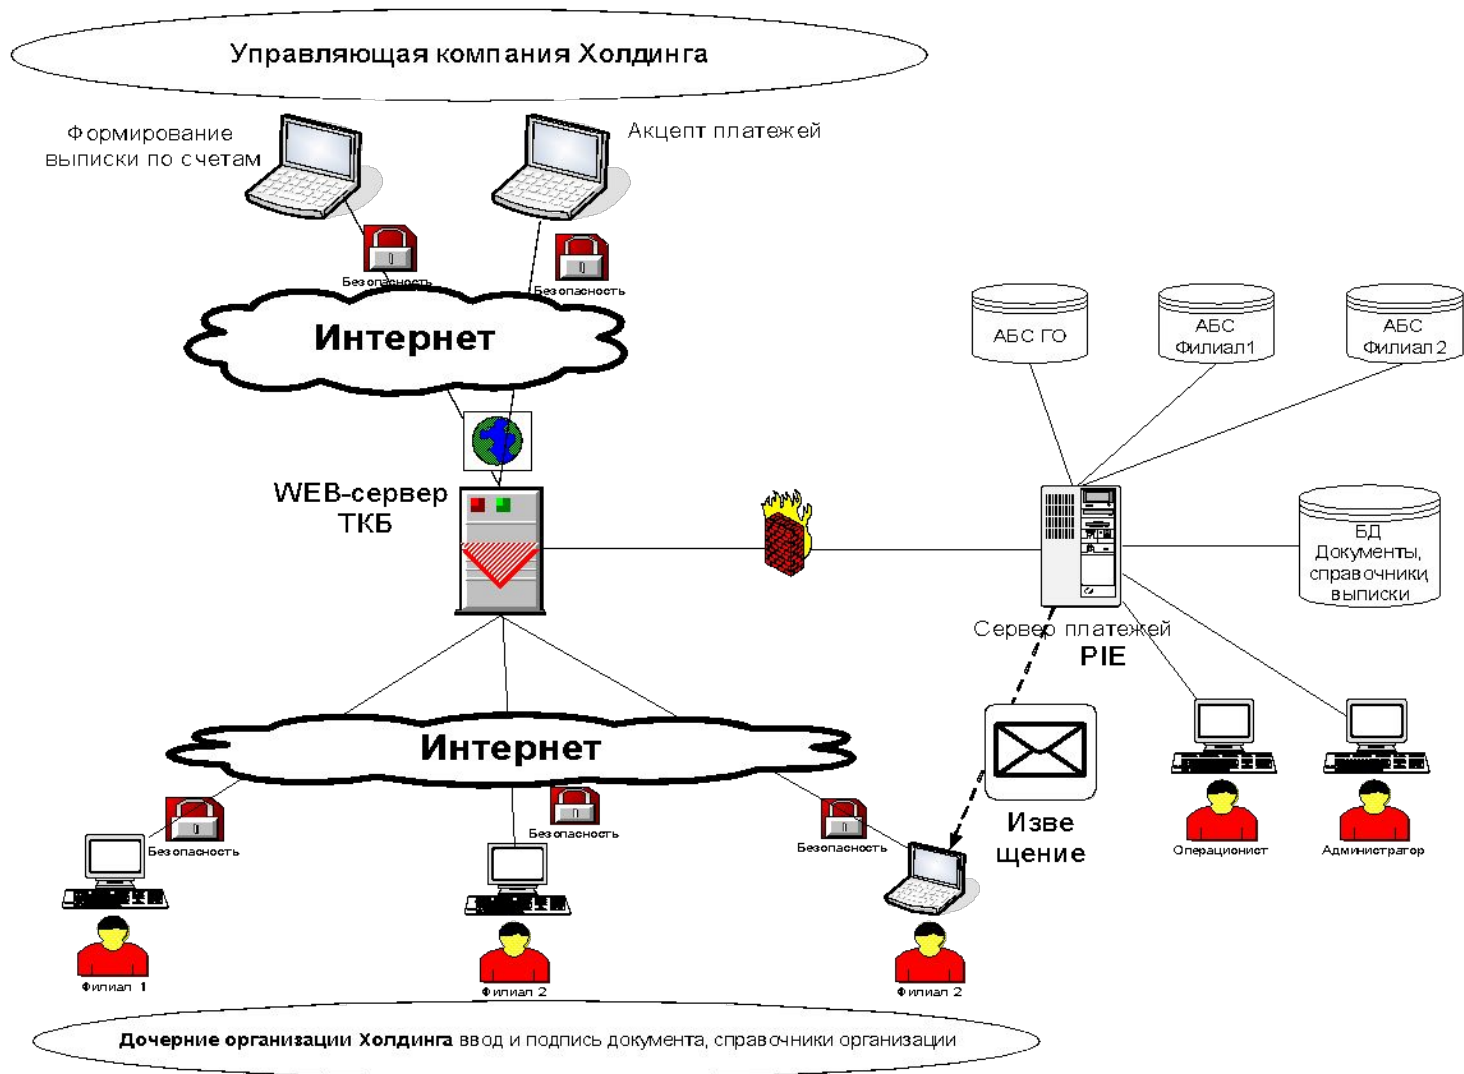 Управляющая компания Холдинга
Формирование
выписки по счетам
Акцепт платежей
Безопасность
Безопасность
Интернет
АБС ГО
АБС
Филиал1
АБС
Филиал 2
WEB-сервер
ТКБ
БД
Документы,
справочники,
выписки
Сервер платежей
PIE
Интернет
Безопасность
Безопасность
Безопасность
Изве
щение
Операционист
Администратор
Филиал 1
Филиал 2
Филиал 2
Дочерние организации Холдинга ввод и подпись документа, справочники организации